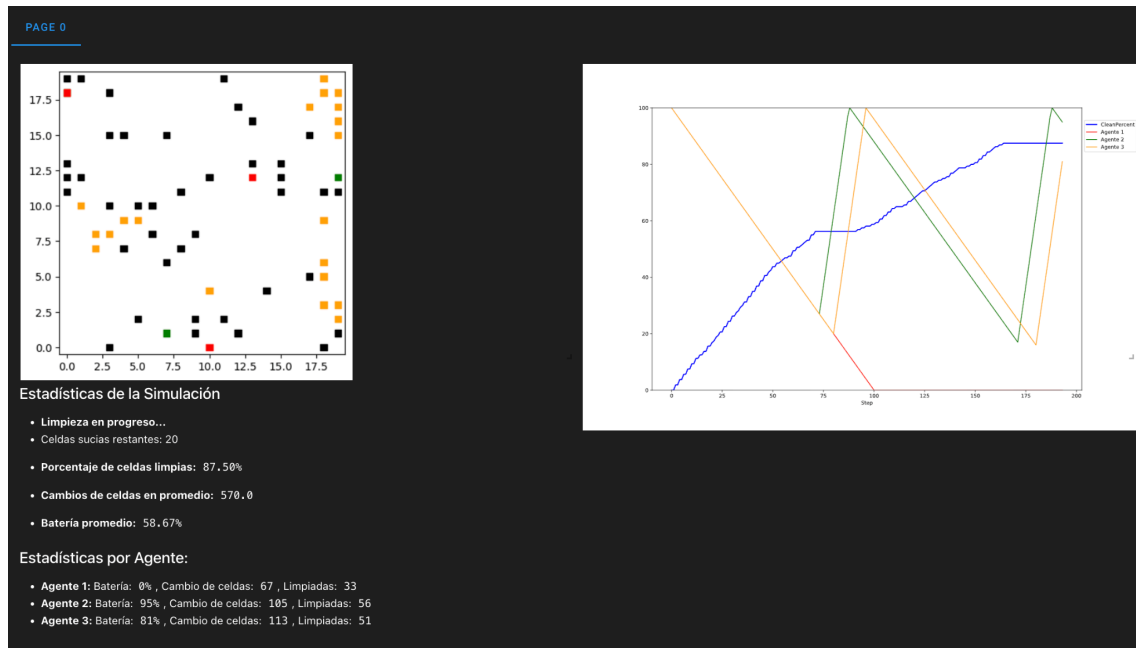 PAGE 0
17.5
15.0
12.5
10.0
7.5
5.0
2.5
0.0
0.0 2.5 5.0 7.5 10.0 12.5 15.0 17.5
100
80
60
40
20
0
0 25 50 75 100 125 150 175 200
Step
CleanPercent
Agente 1
Agente 2
Agente 3
Estadísticas de la Simulación
• Limpieza en progreso...
• Celdas sucias restantes: 20
• Porcentaje de celdas limpias: 87.50%
• Cambios de celdas en promedio: 570.0
• Batería promedio: 58.67%
Estadísticas por Agente:
• Agente 1: Batería: 0% , Cambio de celdas: 67 , Limpiadas: 33
• Agente 2: Batería: 95% , Cambio de celdas: 105 , Limpiadas: 56
• Agente 3: Batería: 81% , Cambio de celdas: 113 , Limpiadas: 51